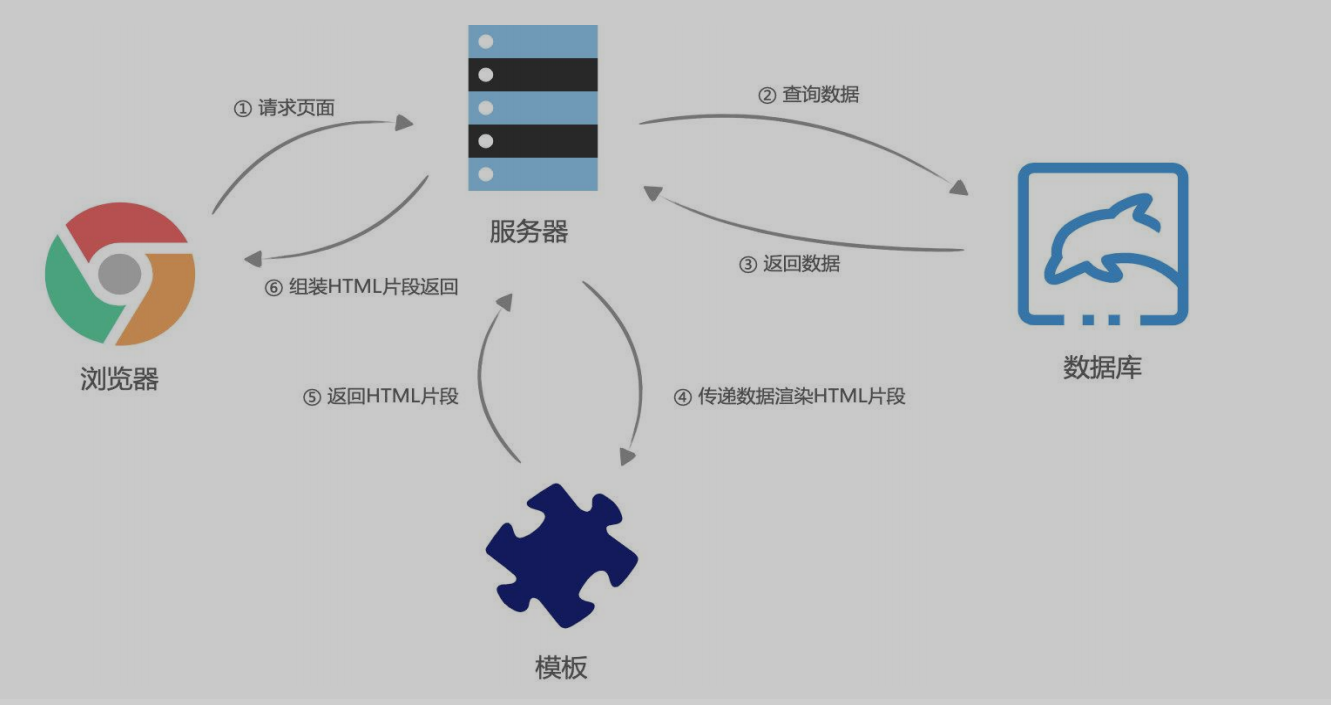 ① 请求页面
② 查询数据
服务器
③ 返回数据
⑥ 组装HTML片段返回
浏览器
数据库
⑤ 返回HTML片段
④ 传递数据渲染HTML片段
模板